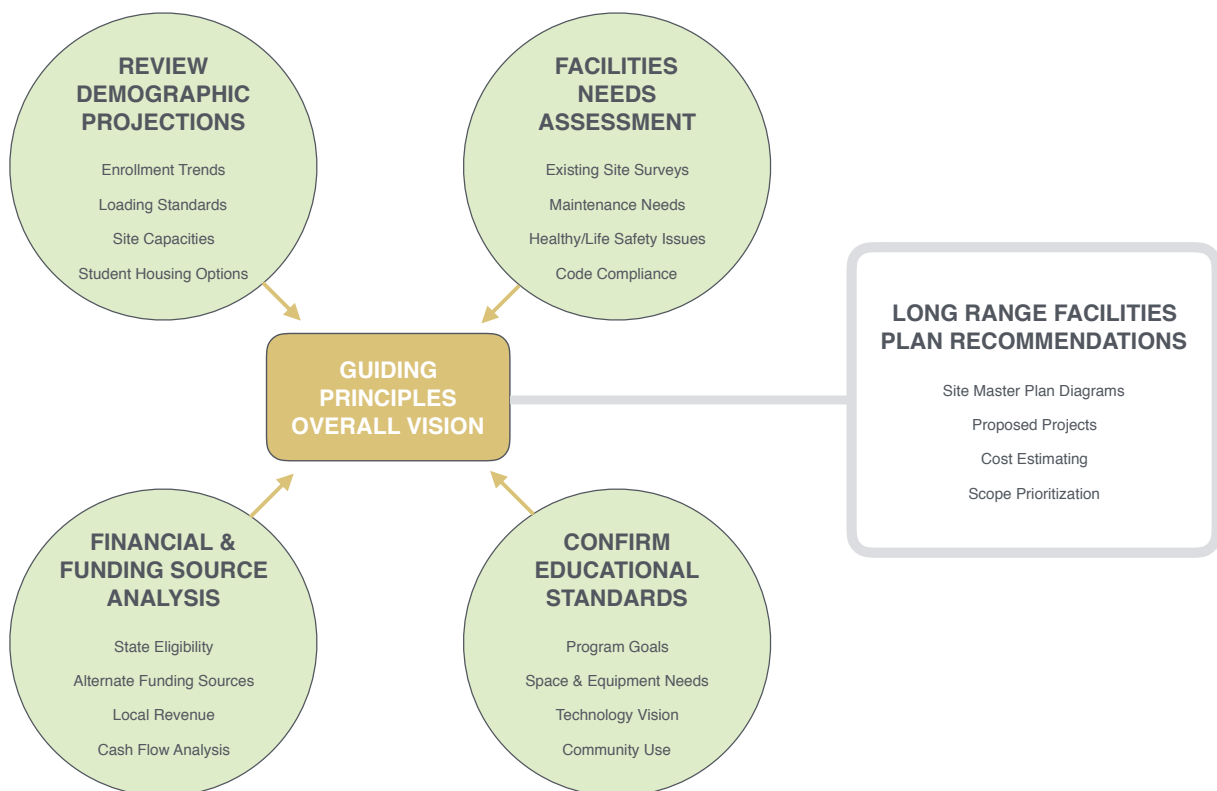 REVIEW
DEMOGRAPHIC
PROJECTIONS
Enrollment Trends
Loading Standards
Site Capacities
Student Housing Options
FACILITIES
NEEDS
ASSESSMENT
Existing Site Surveys
Maintenance Needs
Healthy/Life Safety Issues
Code Compliance
GUIDING
PRINCIPLES
OVERALL VISION
LONG RANGE FACILITIES
PLAN RECOMMENDATIONS
Site Master Plan Diagrams
Proposed Projects
Cost Estimating
Scope Prioritization
FINANCIAL &
FUNDING SOURCE
ANALYSIS
State Eligibility
Alternate Funding Sources
Local Revenue
Cash Flow Analysis
CONFIRM
EDUCATIONAL
STANDARDS
Program Goals
Space & Equipment Needs
Technology Vision
Community Use